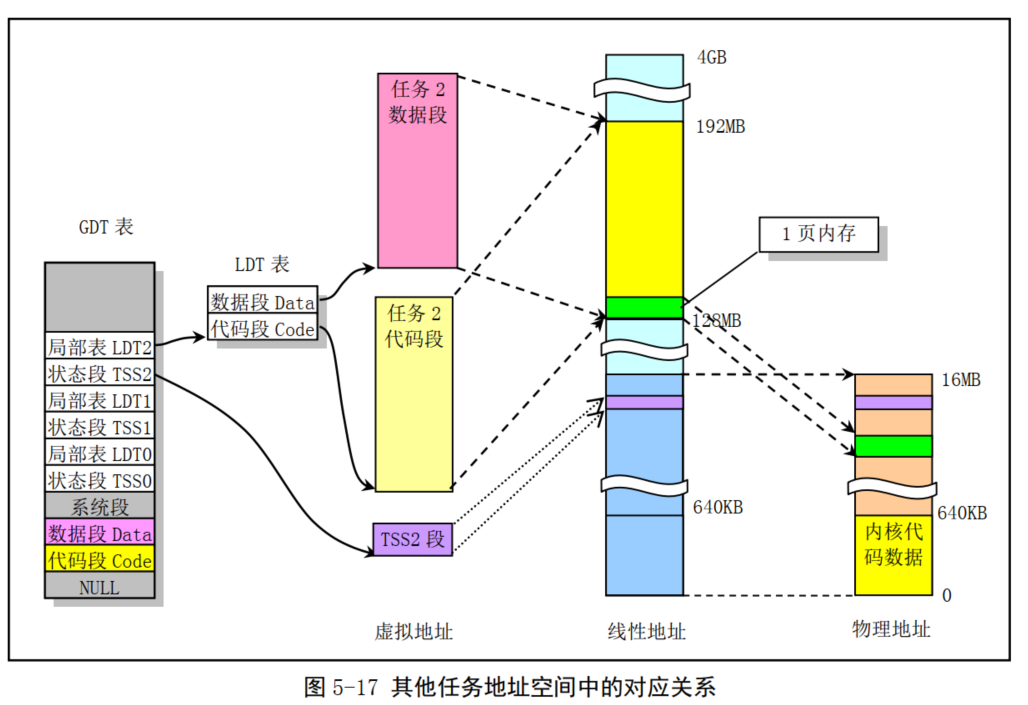 GDT 表
局部表 LDT2
状态段 TSS2
局部表 LDT1
状态段 TSS1
局部表 LDT0
状态段 TSS0
系统段
数据段 Data
代码段 Code
NULL
LDT 表
数据段 Data
代码段 Code
任务 2
数据段
任务 2
代码段
TSS2 段
虚拟地址
4GB
192MB
128MB
640KB
线性地址
1 页内存
16MB
640KB
内核代
码数据
0
物理地址
图 5-17 其他任务地址空间中的对应关系